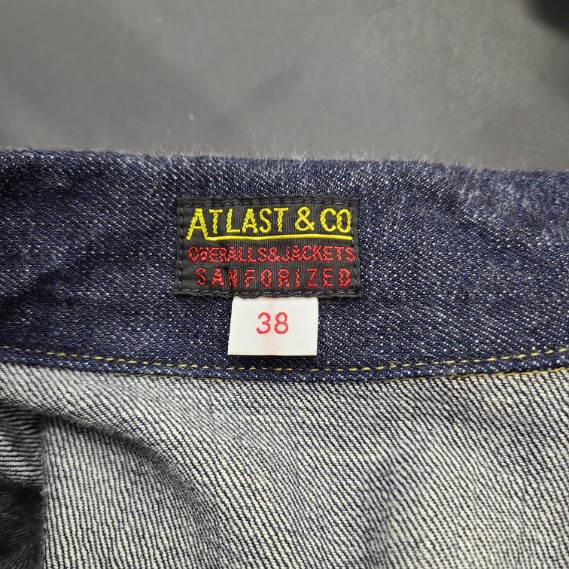 ATLAST & CO
OVERALLS&JACKETS
SANFORIZED
38